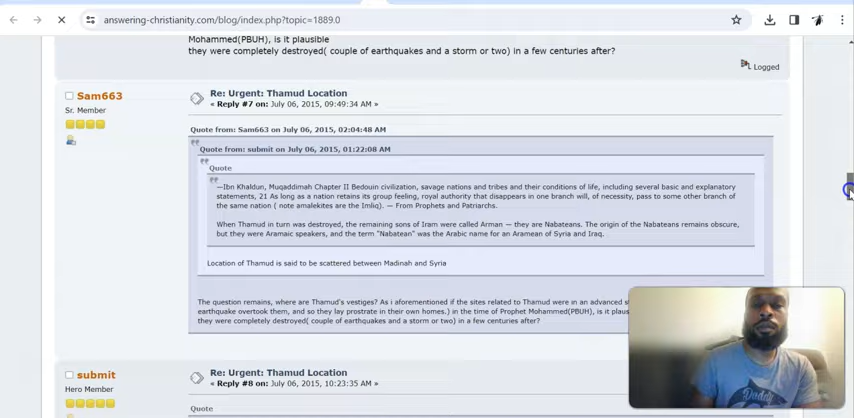 answering-christianity.com/blog/index.php?topic=1889.0
Mohammed(PBUH), is it plausible
they were completely destroyed( couple of earthquakes and a storm or two) in a few centuries after?
Logged
Sam663
Sr. Member
Re: Urgent: Thamud Location
« Reply #7 on: July 06, 2015, 09:49:34 AM »
Quote from: Sam663 on July 06, 2015, 02:04:48 AM
Quote from: submit on July 06, 2015, 01:22:08 AM
Quote
—Ibn Khaldun, Muqaddimah Chapter II Bedouin civilization, savage nations and tribes and their conditions of life, including several basic and explanatory
statements, 21 As long as a nation retains its group feeling, royal authority that disappears in one branch will, of necessity, pass to some other branch of
the same nation ( note amalekites are the Imliq). — From Prophets and Patriarchs.
When Thamud in turn was destroyed, the remaining sons of Iram were called Arman — they are Nabateans. The origin of the Nabateans remains obscure,
but they were Aramaic speakers, and the term "Nabatean" was the Arabic name for an Aramean of Syria and Iraq.
Location of Thamud is said to be scattered between Madinah and Syria
The question remains, where are Thamud's vestiges? As i aforementioned if the sites related to Thamud were in an advanced
earthquake overtook them, and so they lay prostrate in their own homes.) in the time of Prophet Mohammed(PBUH), is it
they were completely destroyed( couple of earthquakes and a storm or two) in a few centuries after?
submit
Hero Member
Re: Urgent: Thamud Location
« Reply #8 on: July 06, 2015, 10:23:35 AM »
Quote